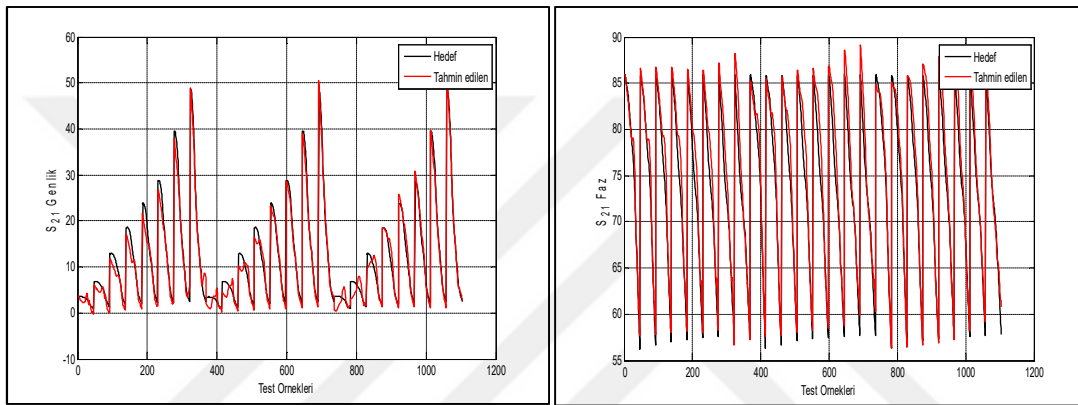 60
50
40
30
20
10
0
-10
0 200 400 600 800 1000 1200
S21 Genlik
Test Ornekleri
Hedef
Tahmin edilen
90
85
80
75
70
65
60
55
0 200 400 600 800 1000 1200
S21 Faz
Test Ornekleri
Hedef
Tahmin edilen